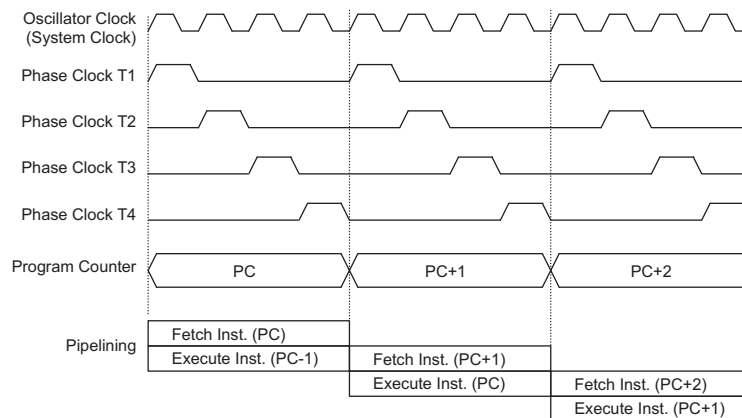 Oscillator Clock
(System Clock)
Phase Clock T1
Phase Clock T2
Phase Clock T3
Phase Clock T4
Program Counter
PC
PC+1
PC+2
Pipelining
Fetch Inst. (PC)
Execute Inst. (PC-1)
Fetch Inst. (PC+1)
Execute Inst. (PC)
Fetch Inst. (PC+2)
Execute Inst. (PC+1)